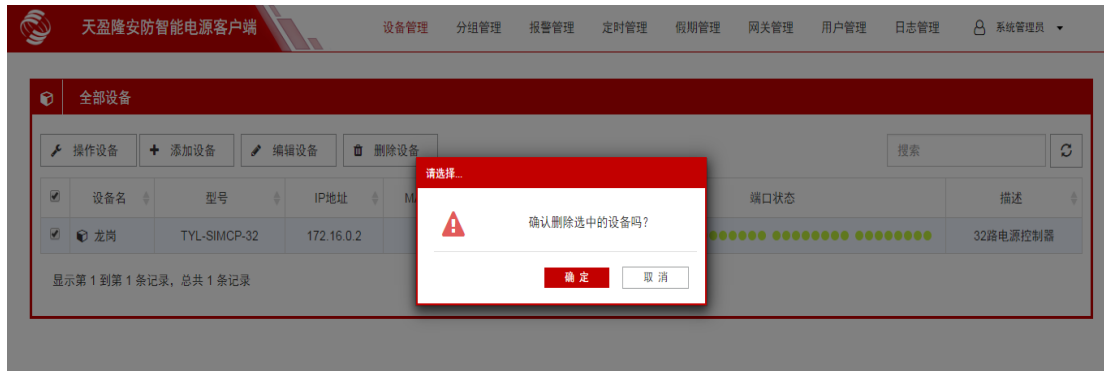 天盈隆安防智能电源客户端 设备管理 分组管理 报警管理 定时管理 假期管理 网关管理 用户管理 日志管理 系统管理员
全部设备
操作设备 添加设备 编辑设备 删除设备 搜索
请选择...
设备名 型号 IP地址 端口状态 描述
确认删除选中的设备吗?
龙岗 TYL-SIMCP-32 172.16.0.2 32路电源控制器
确 定 取 消
显示第 1 到第 1 条记录，总共 1 条记录